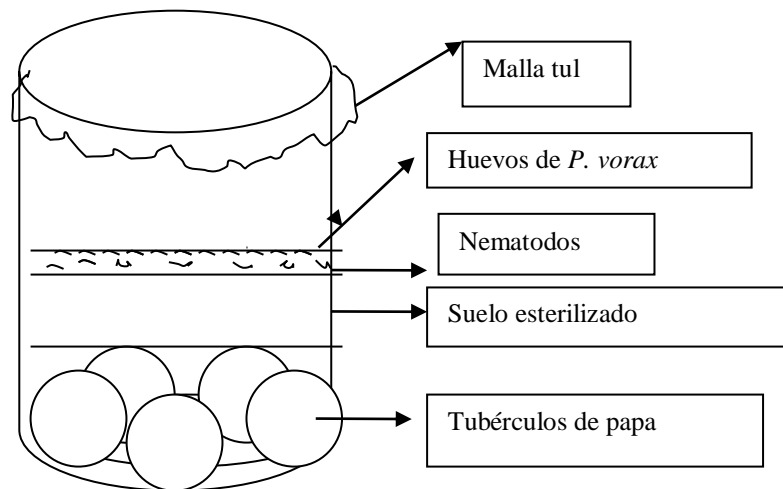 Malla tul
Huevos de P. vorax
Nematodos
Suelo esterilizado
Tubérculos de papa